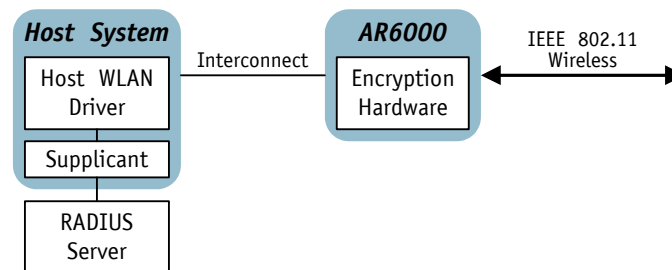 Host System
Host WLAN
Driver
Supplicant
RADIUS
Server
Interconnect
AR6000
Encryption
Hardware
IEEE 802.11
Wireless